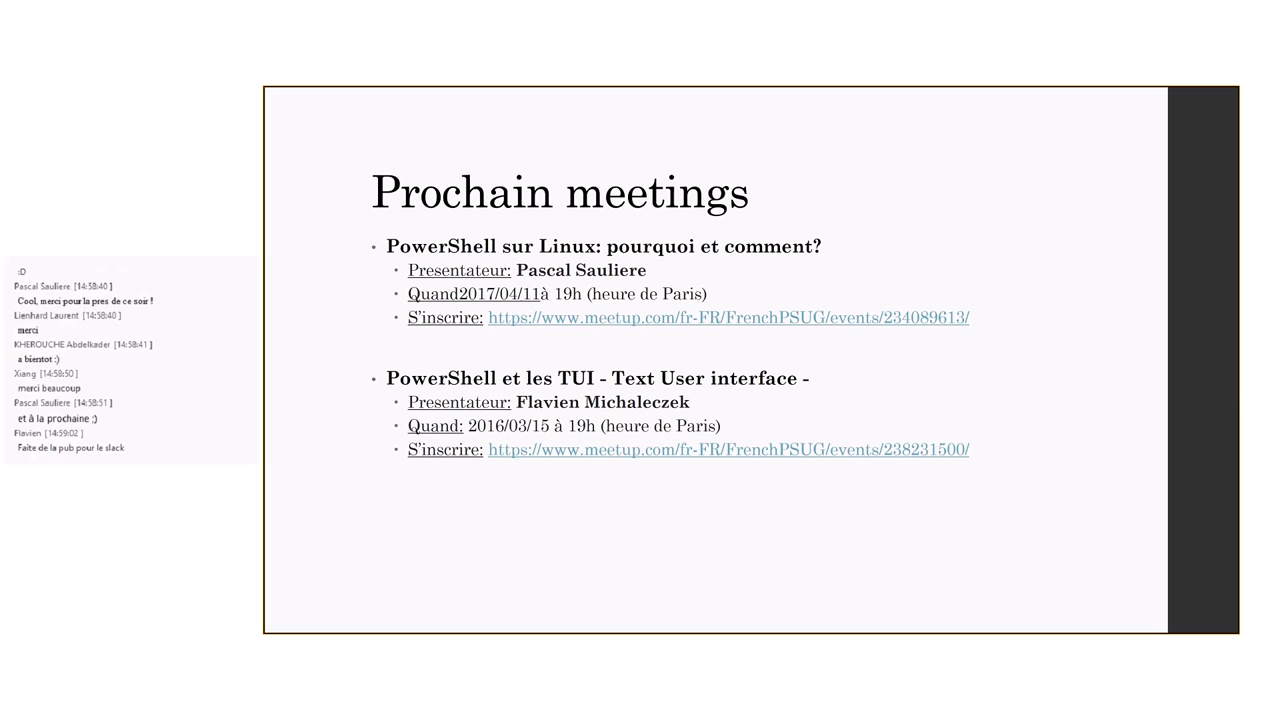 :D
Pascal Sauliere [14:58:40]
Cool, merci pour la pres de ce soir !
Lienhard Laurent [14:58:40]
merci
KHEROUCHE Abdelkader [14:58:41]
a bientot :)
Xiang [14:58:50]
merci beaucoup
Pascal Sauliere [14:58:51]
et à la prochaine ;)
Flavien [14:59:02]
Faite de la pub pour le slack
Prochain meetings
• PowerShell sur Linux: pourquoi et comment?
• Presentateur: Pascal Sauliere
• Quand2017/04/11à 19h (heure de Paris)
• S'inscrire: https://www.meetup.com/fr-FR/FrenchPSUG/events/234089613/
• PowerShell et les TUI - Text User interface -
• Presentateur: Flavien Michaleczek
• Quand: 2016/03/15 à 19h (heure de Paris)
• S'inscrire: https://www.meetup.com/fr-FR/FrenchPSUG/events/238231500/